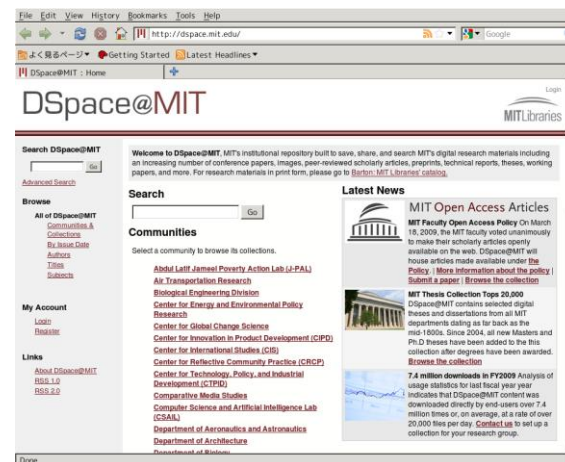 File Edit View History Bookmarks Tools Help
http://dspace.mit.edu/
Google
よく見るページ Getting Started Latest Headlines
DSpace@MIT : Home
DSpace@MIT
Login
MITLibraries
Search DSpace@MIT
Go
Advanced Search
Browse
All of DSpace@MIT
Communities &
Collections
By Issue Date
Authors
Titles
Subjects
My Account
Login
Register
Links
About DSpace@MIT
RSS 1.0
RSS 2.0
Welcome to DSpace@MIT, MIT's institutional repository built to save, share, and search MIT's digital research materials including
an increasing number of conference papers, images, peer-reviewed scholarly articles, preprints, technical reports, theses, working
papers, and more. For research materials in print form, please go to Barton: MIT Libraries' catalog.
Search
Go
Communities
Select a community to browse its collections.
Abdul Latif Jameel Poverty Action Lab (J-PAL)
Air Transportation Research
Biological Engineering Division
Center for Energy and Environmental Policy
Research
Center for Global Change Science
Center for Innovation in Product Development (CIPD)
Center for International Studies (CIS)
Center for Reflective Community Practice (CRCP)
Center for Technology, Policy, and Industrial
Development (CTPID)
Comparative Media Studies
Computer Science and Artificial Intelligence Lab
(CSAIL)
Department of Aeronautics and Astronautics
Department of Architecture
Department of Biology
Latest News
MIT Open Access Articles
MIT Faculty Open Access Policy On March
18, 2009, the MIT faculty voted unanimously
to make their scholarly articles openly
available on the web. DSpace@MIT will
house articles made available under the
Policy. | More information about the policy |
Submit a paper | Browse the collection
MIT Thesis Collection Tops 20,000
DSpace@MIT contains selected digital
theses and dissertations from all MIT
departments dating as far back as the
mid-1800s. Since 2004, all new Masters and
Ph.D theses have been added to the this
collection after degrees have been awarded.
Browse the collection
7.4 million downloads in FY2009 Analysis of
usage statistics for last fiscal year year
indicates that DSpace@MIT content was
downloaded directly by end-users over 7.4
million times or, on average, at a rate of over
20,000 files per day. Contact us to set up a
collection for your research group.
Done